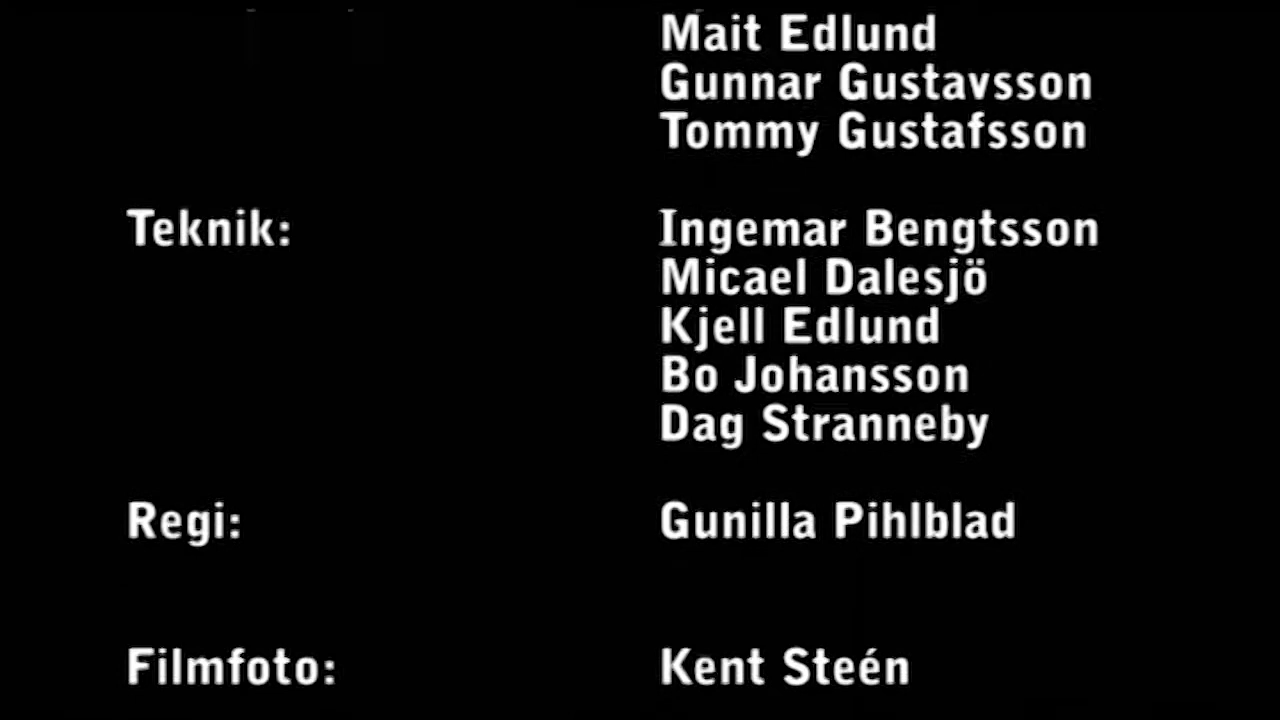 Mait Edlund
Gunnar Gustavsson
Tommy Gustafsson
Teknik: Ingemar Bengtsson
Micael Dalesjö
Kjell Edlund
Bo Johansson
Dag Stranneby
Regi: Gunilla Pihlblad
Filmfoto: Kent Steén